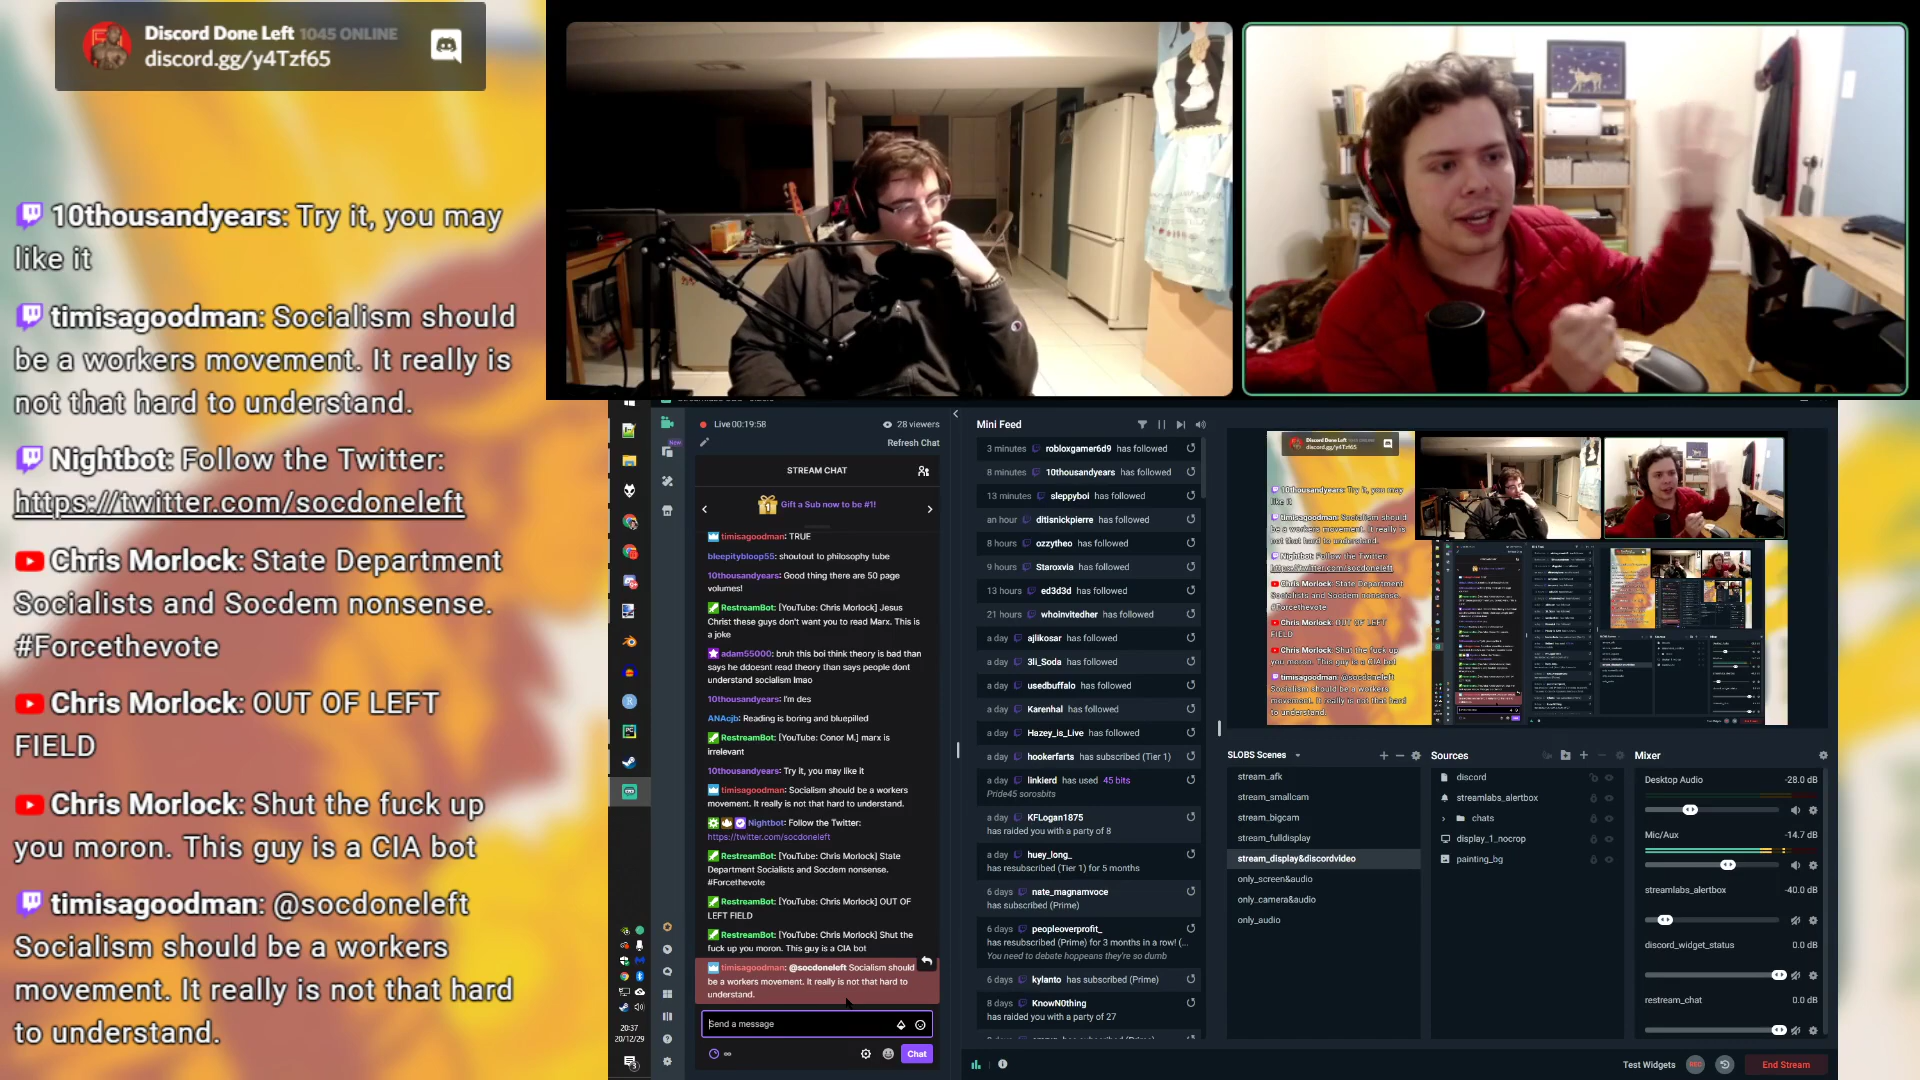 Discord Done Left 1045 ONLINE
discord.gg/y4Tzf65
10thousandyears: Try it, you may
like it
timisagoodman: Socialism should
be a workers movement. It really is
not that hard to understand.
Nightbot: Follow the Twitter:
https://twitter.com/socdoneleft
Chris Morlock: State Department
Socialists and Socdem nonsense.
#Forcethevote
Chris Morlock: OUT OF LEFT
FIELD
Chris Morlock: Shut the fuck up
you moron. This guy is a CIA bot
timisagoodman: @socdoneleft
Socialism should be a workers
movement. It really is not that hard
to understand.
Live 00:19:58
28 viewers
Refresh Chat
New
STREAM CHAT
Gift a Sub now to be #1!
timisagoodman: TRUE
bleepitybloop55: shoutout to philosophy tube
10thousandyears: Good thing there are 50 page
volumes!
RestreamBot: [YouTube: Chris Morlock] Jesus
Christ these guys don't want you to read Marx. This is
a joke
adam55000: bruh this boi think theory is bad than
says he ddoesnt read theory than says people dont
understand socialism lmao
10thousandyears: I'm des
ANAcjb: Reading is boring and bluepilled
RestreamBot: [YouTube: Conor M.] marx is
irrelevant
10thousandyears: Try it, you may like it
timisagoodman: Socialism should be a workers
movement. It really is not that hard to understand.
Nightbot: Follow the Twitter:
https://twitter.com/socdoneleft
RestreamBot: [YouTube: Chris Morlock] State
Department Socialists and Socdem nonsense.
#Forcethevote
RestreamBot: [YouTube: Chris Morlock] OUT OF
LEFT FIELD
RestreamBot: [YouTube: Chris Morlock] Shut the
fuck up you moron. This guy is a CIA bot
timisagoodman: @socdoneleft Socialism should
be a workers movement. It really is not that hard to
understand.
Send a message
∞
Chat
20:37
20/12/29
Mini Feed
3 minutes robloxgamer6d9 has followed
8 minutes 10thousandyears has followed
13 minutes sleppyboi has followed
an hour ditisnickpierre has followed
8 hours ozzytheo has followed
9 hours Staroxvia has followed
13 hours ed3d3d has followed
21 hours whoinvitedher has followed
a day ajlikosar has followed
a day 3li_Soda has followed
a day usedbuffalo has followed
a day Karenhal has followed
a day Hazey_is_Live has followed
a day hookerfarts has subscribed (Tier 1)
a day linkierd has used 45 bits
Pride45 sorosbits
a day KFLogan1875
has raided you with a party of 8
a day huey_long_
has resubscribed (Tier 1) for 5 months
6 days nate_magnamvoce
has subscribed (Prime)
6 days peopleoverprofit_
has resubscribed (Prime) for 3 months in a row! (...
You need to debate hoppeans they're so dumb
6 days kylanto has subscribed (Prime)
8 days KnowN0thing
has raided you with a party of 27
SLOBS Scenes
stream_afk
stream_smallcam
stream_bigcam
stream_fulldisplay
stream_display&discordvideo
only_screen&audio
only_camera&audio
only_audio
Sources
discord
streamlabs_alertbox
chats
display_1_nocrop
painting_bg
Mixer
Desktop Audio -28.0 dB
Mic/Aux -14.7 dB
streamlabs_alertbox -40.0 dB
discord_widget_status 0.0 dB
restream_chat 0.0 dB
Test Widgets
REC
End Stream